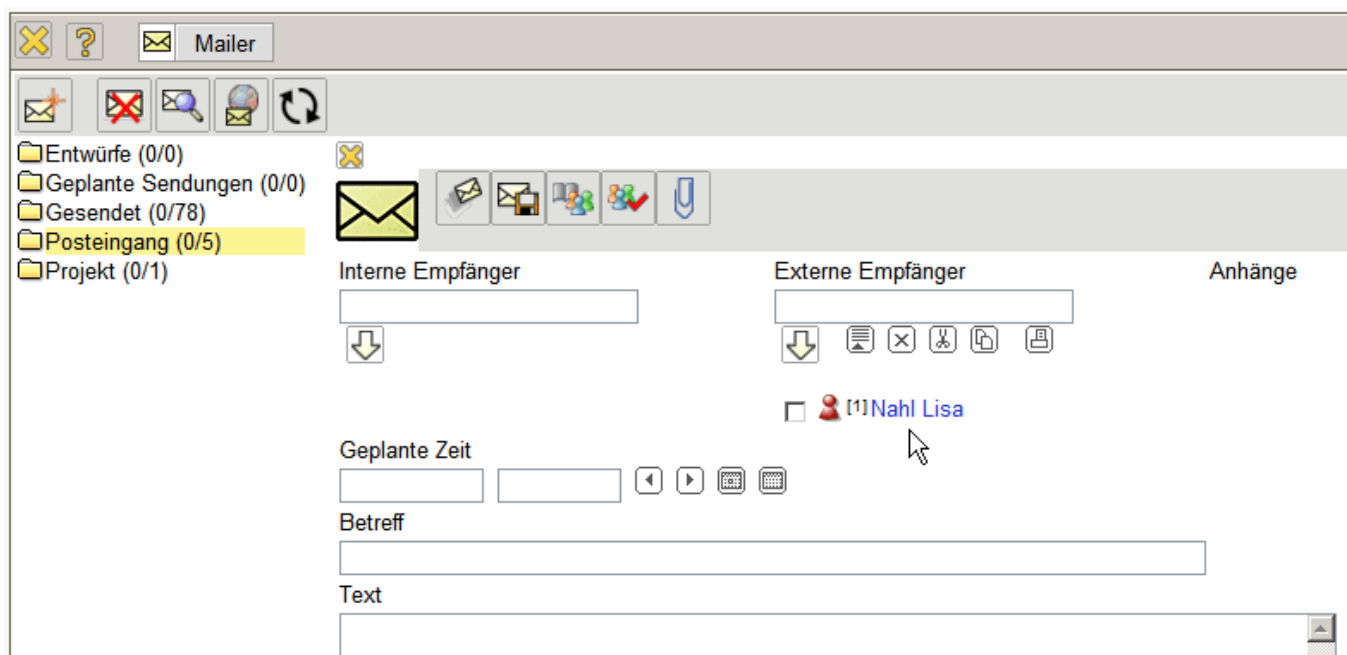 Mailer
Entwürfe (0/0)
Geplante Sendungen (0/0)
Gesendet (0/78)
Posteingang (0/5)
Projekt (0/1)
Interne Empfänger
Externe Empfänger
Anhänge
[1] Nahl Lisa
Geplante Zeit
Betreff
Text